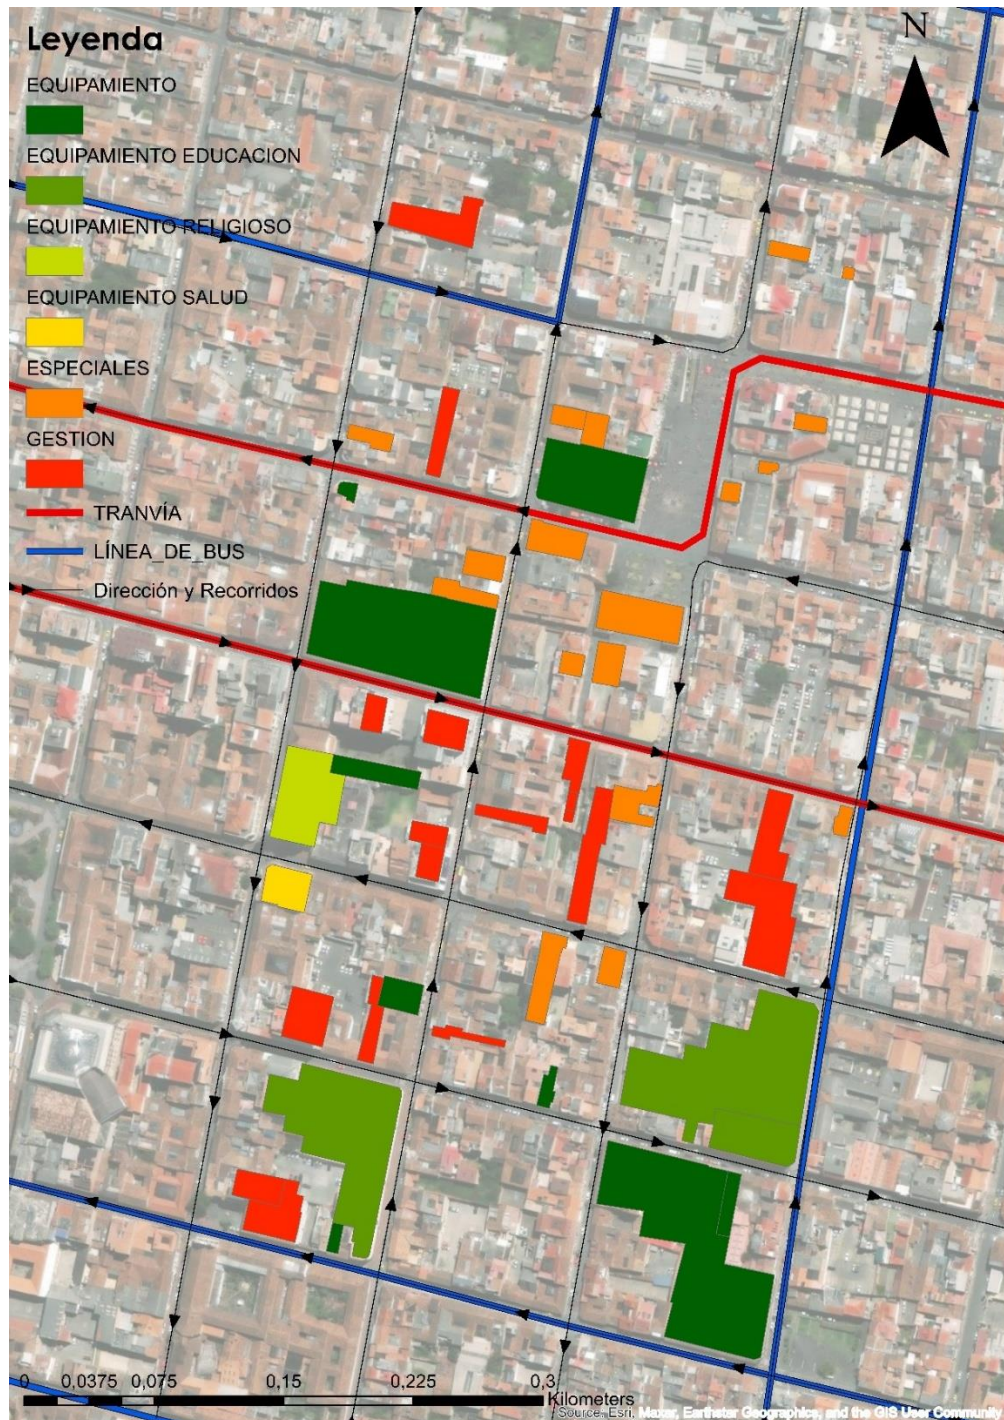 N
Leyenda
EQUIPAMIENTO
EQUIPAMIENTO EDUCACION
EQUIPAMIENTO RELIGIOSO
EQUIPAMIENTO SALUD
ESPECIALES
GESTION
TRANVÍA
LÍNEA_DE_BUS
Dirección y Recorridos
0 0,0375 0,075 0,15 0,225 0,3
Kilometers
Source: Esri, Maxar, Earthstar Geographics, and the GIS User Community